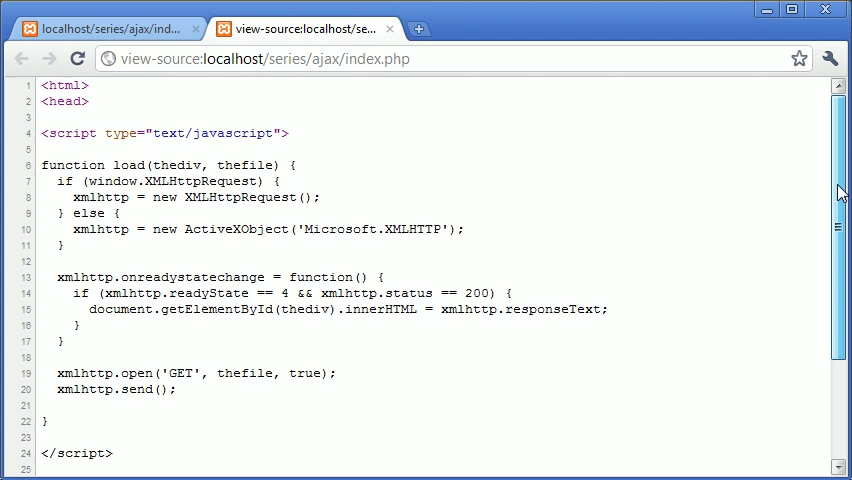 localhost/series/ajax/ind...
view-source:localhost/se...
view-source:localhost/series/ajax/index.php
1 <html>
2 <head>
3
4 <script type="text/javascript">
5
6 function load(thediv, thefile) {
7 if (window.XMLHttpRequest) {
8 xmlhttp = new XMLHttpRequest();
9 } else {
10 xmlhttp = new ActiveXObject('Microsoft.XMLHTTP');
11 }
12
13 xmlhttp.onreadystatechange = function() {
14 if (xmlhttp.readyState == 4 && xmlhttp.status == 200) {
15 document.getElementById(thediv).innerHTML = xmlhttp.responseText;
16 }
17 }
18
19 xmlhttp.open('GET', thefile, true);
20 xmlhttp.send();
21
22 }
23
24 </script>
25